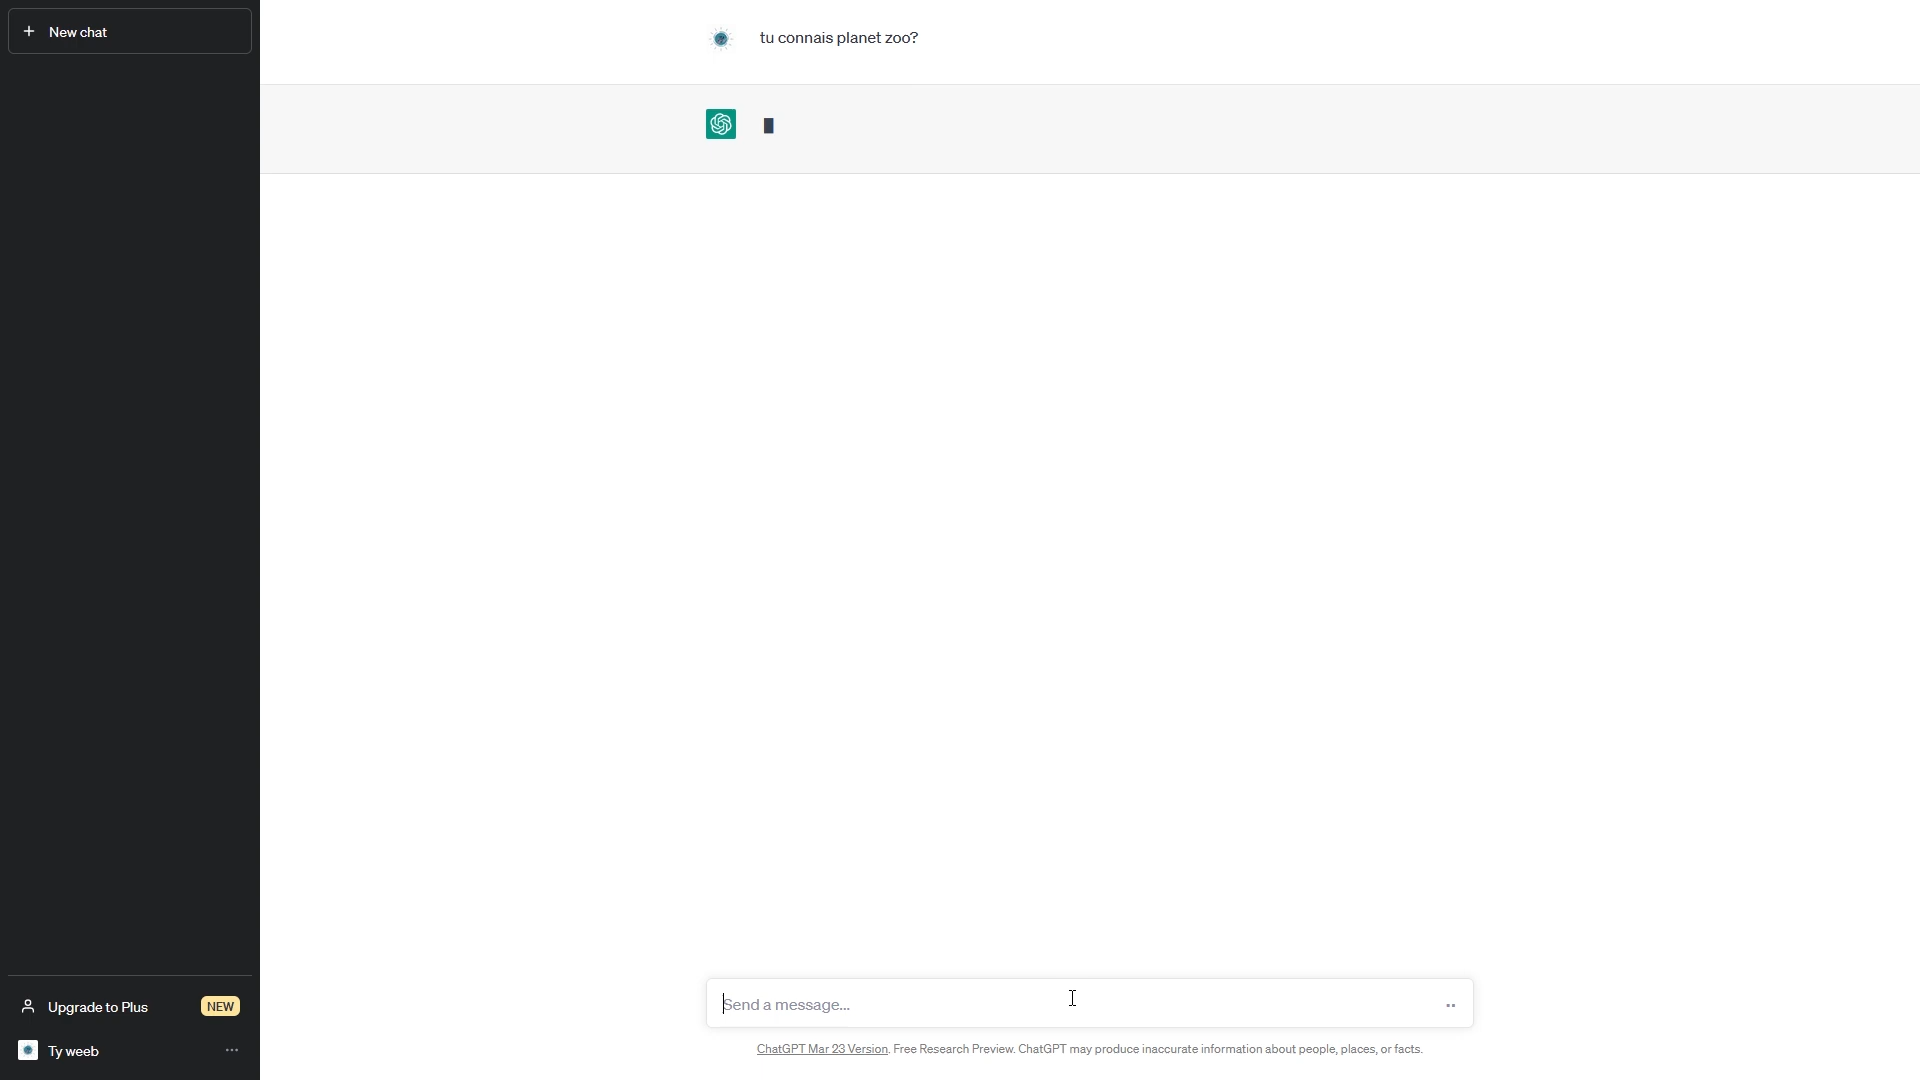 New chat
tu connais planet zoo?
Send a message...
ChatGPT Mar 23 Version. Free Research Preview. ChatGPT may produce inaccurate information about people, places, or facts.
Upgrade to Plus NEW
Ty weeb